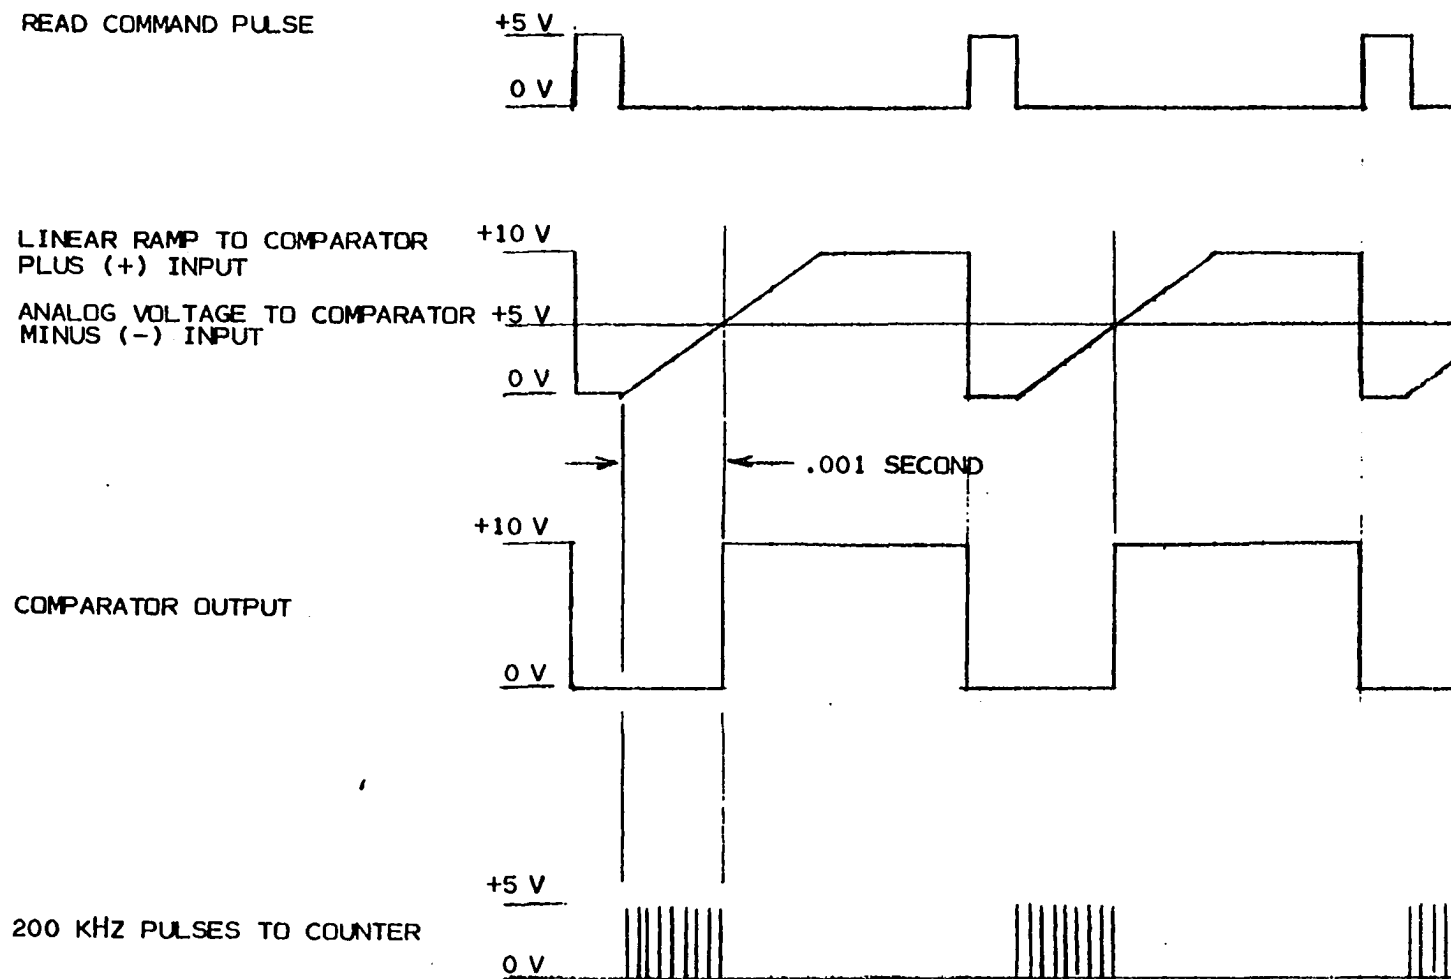 READ COMMAND PULSE
+5 V
0 V
LINEAR RAMP TO COMPARATOR
PLUS (+) INPUT
+10 V
ANALOG VOLTAGE TO COMPARATOR
MINUS (-) INPUT
+5 V
0 V
.001 SECOND
+10 V
COMPARATOR OUTPUT
0 V
+5 V
200 KHZ PULSES TO COUNTER
0 V